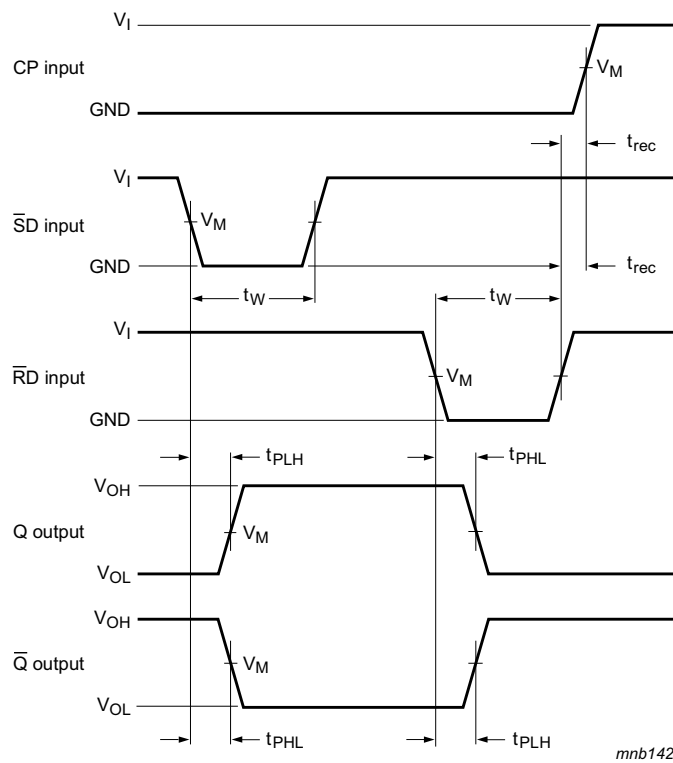 V_I
CP input
V_M
GND
t_rec
V_I
S̅D input
V_M
GND
t_rec
t_W
t_W
V_I
R̅D input
V_M
GND
t_PLH
t_PHL
V_OH
Q output
V_M
V_OL
V_OH
Q̅ output
V_M
V_OL
t_PHL
t_PLH
mnb142